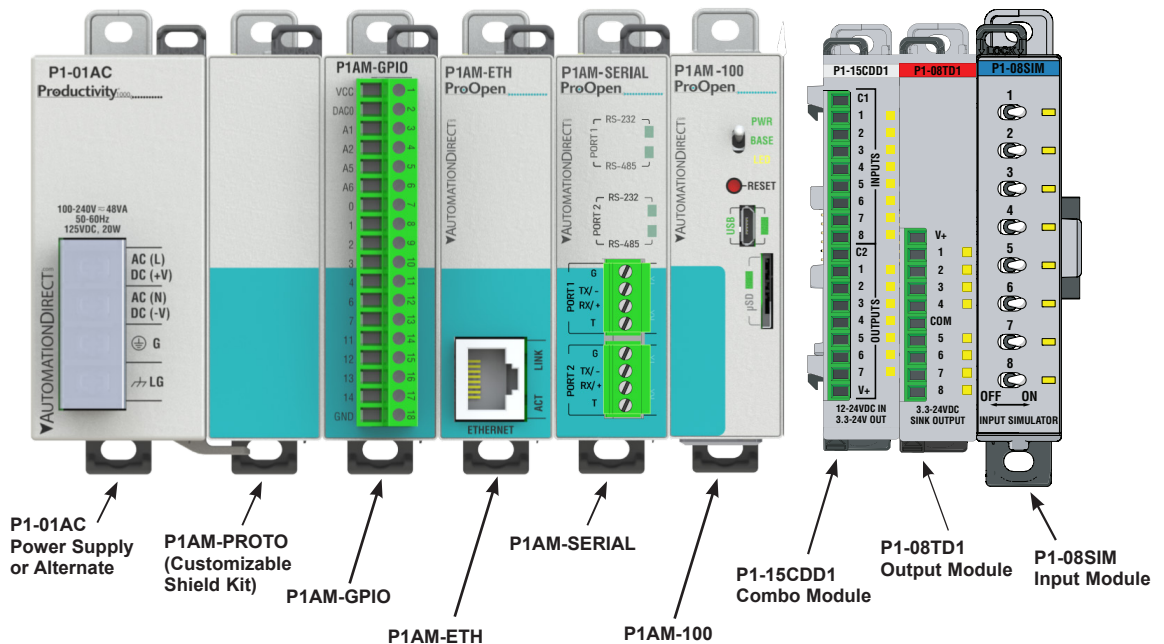 P1-01AC
Productivity1000
100-240V 48VA
50-60Hz
125VDC, 20W
AC (L)
DC (+V)
AC (N)
DC (-V)
G
LG
AUTOMATIONDIRECT
P1AM-GPIO
VCC 1
DAC0 2
A1 3
A2 4
A5 5
A6 6
0 7
1 8
2 9
3 10
4 11
6 12
7 13
11 14
12 15
13 16
14 17
GND 18
P1AM-ETH
ProOpen
AUTOMATIONDIRECT
LINK
ACT
ETHERNET
P1AM-SERIAL
ProOpen
AUTOMATIONDIRECT
RS-232
PORT 1
RS-485
RS-232
PORT 2
RS-485
PORT 1
G
TX/-
RX/+
T
PORT 2
G
TX/-
RX/+
T
P1AM-100
ProOpen
PWR
BASE
LED
RESET
USB
µSD
P1-15CDD1
C1
1
2
3
4
5
6
7
8
INPUTS
C2
1
2
3
4
5
6
7
V+
OUTPUTS
12-24VDC IN
3.3-24V OUT
P1-08TD1
V+
1
2
3
4
COM
5
6
7
8
3.3-24VDC
SINK OUTPUT
LOCK
P1-08SIM
1
2
3
4
5
6
7
8
OFF ON
INPUT SIMULATOR
P1-01AC
Power Supply
or Alternate
P1AM-PROTO
(Customizable
Shield Kit)
P1AM-GPIO
P1AM-ETH
P1AM-SERIAL
P1AM-100
P1-15CDD1
Combo Module
P1-08TD1
Output Module
P1-08SIM
Input Module